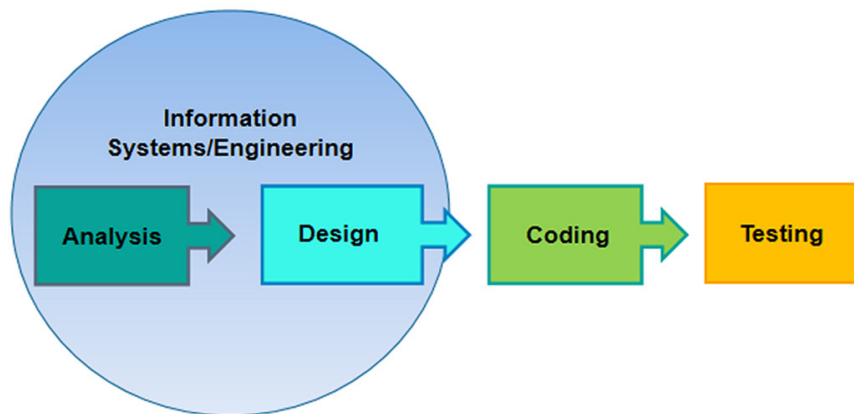 Information
Systems/Engineering
Analysis
Design
Coding
Testing